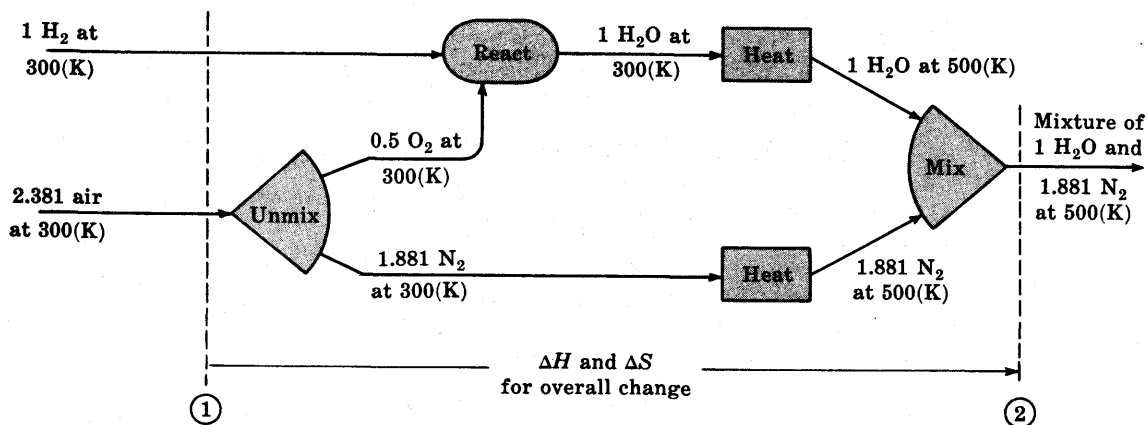 1 H₂ at
300(K)
React
1 H₂O at
300(K)
Heat
1 H₂O at 500(K)
0.5 O₂ at
300(K)
2.381 air
at 300(K)
Unmix
1.881 N₂
at 300(K)
Heat
1.881 N₂
at 500(K)
Mix
Mixture of
1 H₂O and
1.881 N₂
at 500(K)
ΔH and ΔS
for overall change
1
2